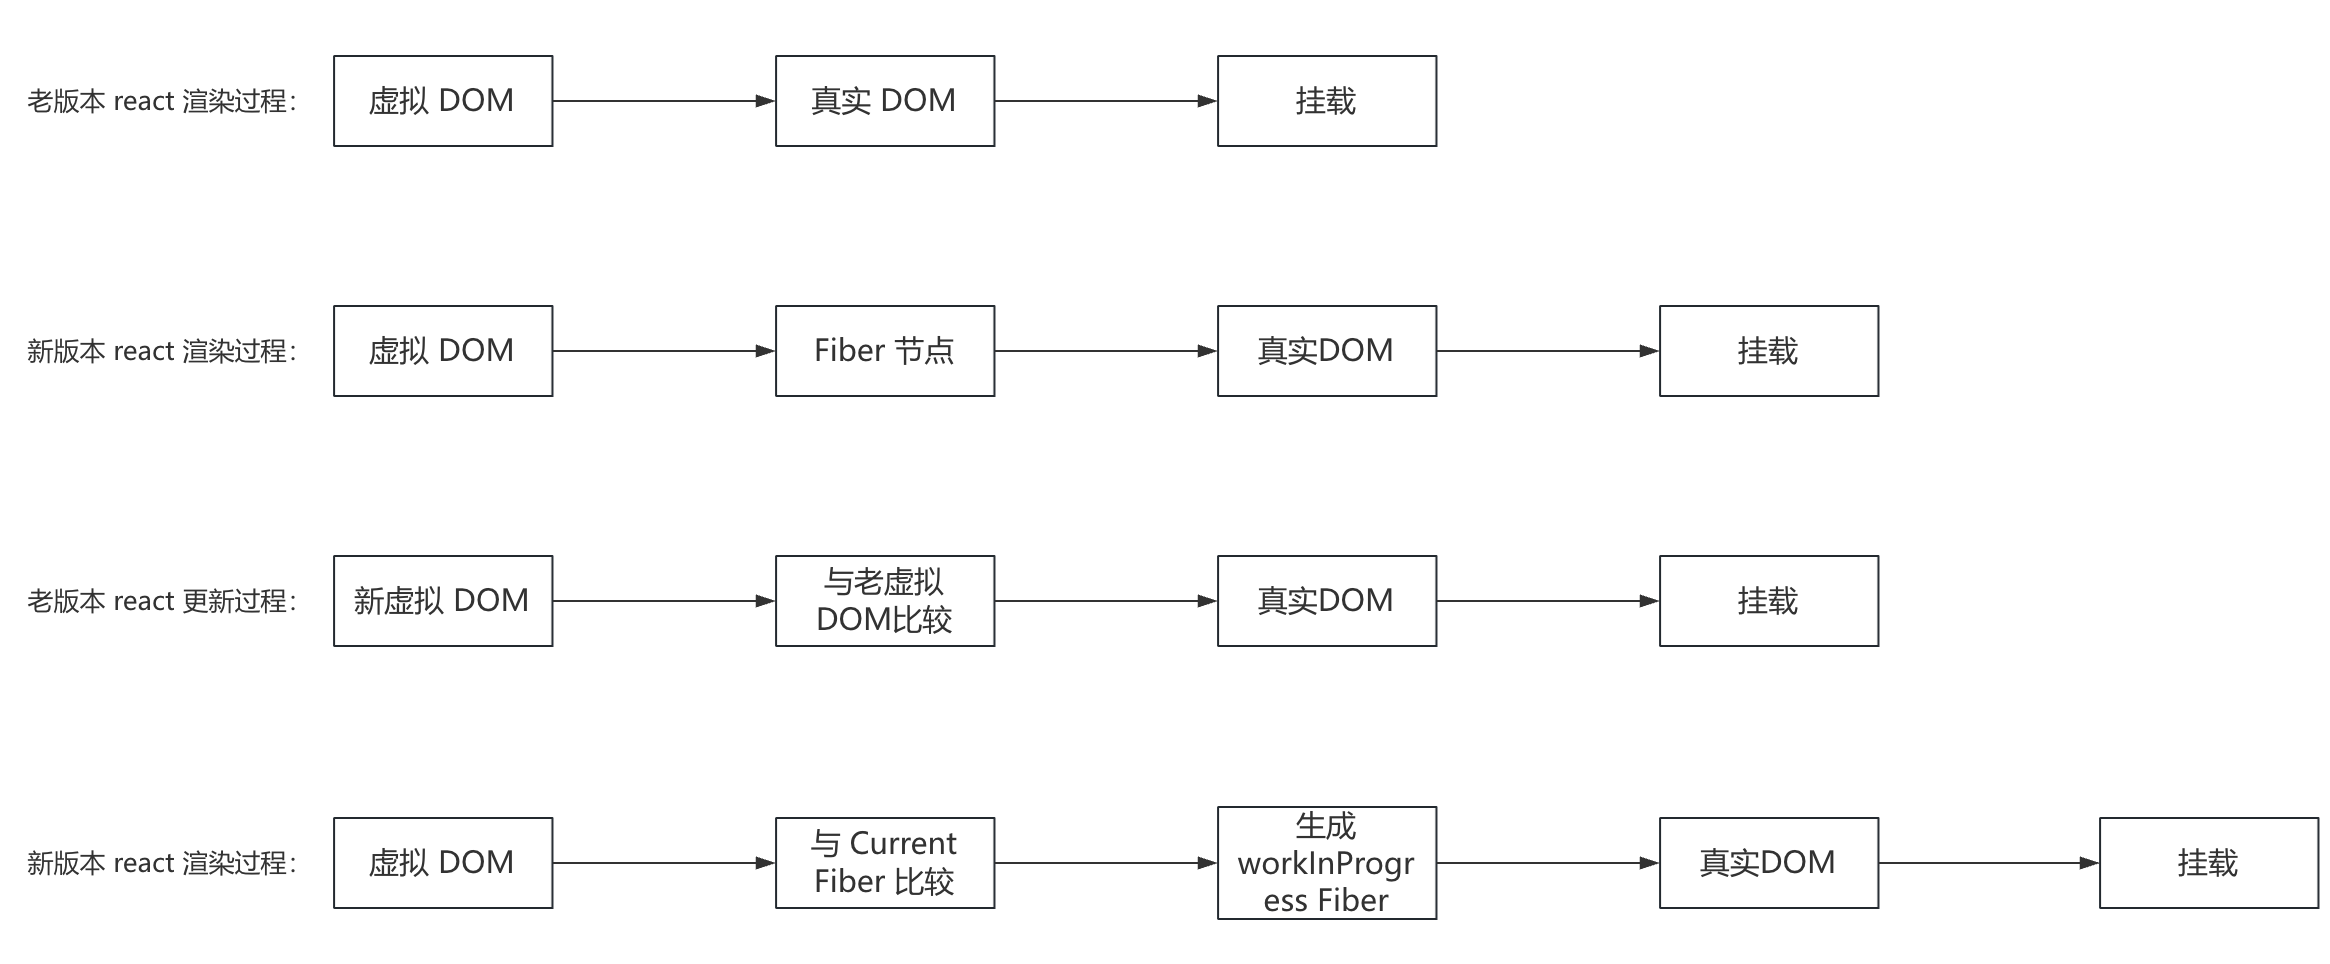 老版本 react 渲染过程：
虚拟 DOM
真实 DOM
挂载
新版本 react 渲染过程：
虚拟 DOM
Fiber 节点
真实DOM
挂载
老版本 react 更新过程：
新虚拟 DOM
与老虚拟
DOM比较
真实DOM
挂载
新版本 react 渲染过程：
虚拟 DOM
与 Current
Fiber 比较
生成
workInProgr
ess Fiber
真实DOM
挂载